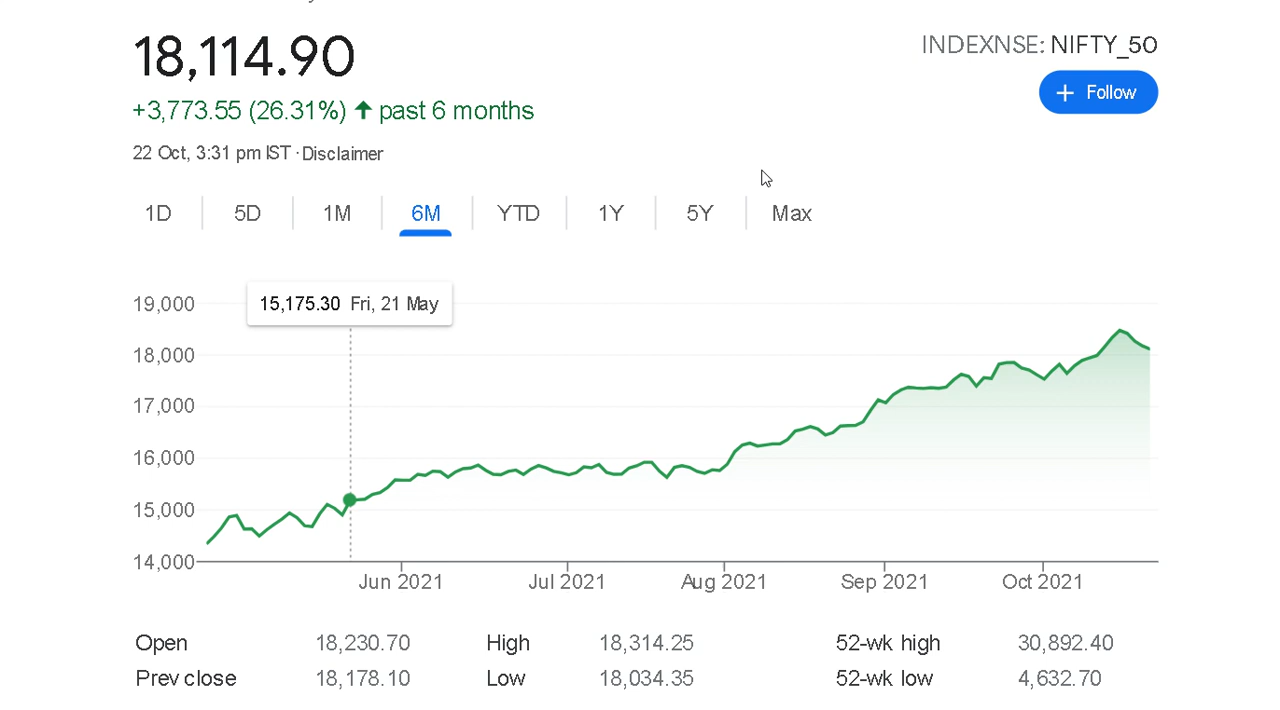 18,114.90
INDEXNSE: NIFTY_50
+ Follow
+3,773.55 (26.31%) ↑ past 6 months
22 Oct, 3:31 pm IST · Disclaimer
1D 5D 1M 6M YTD 1Y 5Y Max
15,175.30 Fri, 21 May
19,000
18,000
17,000
16,000
15,000
14,000
Jun 2021 Jul 2021 Aug 2021 Sep 2021 Oct 2021
Open 18,230.70 High 18,314.25 52-wk high 30,892.40
Prev close 18,178.10 Low 18,034.35 52-wk low 4,632.70